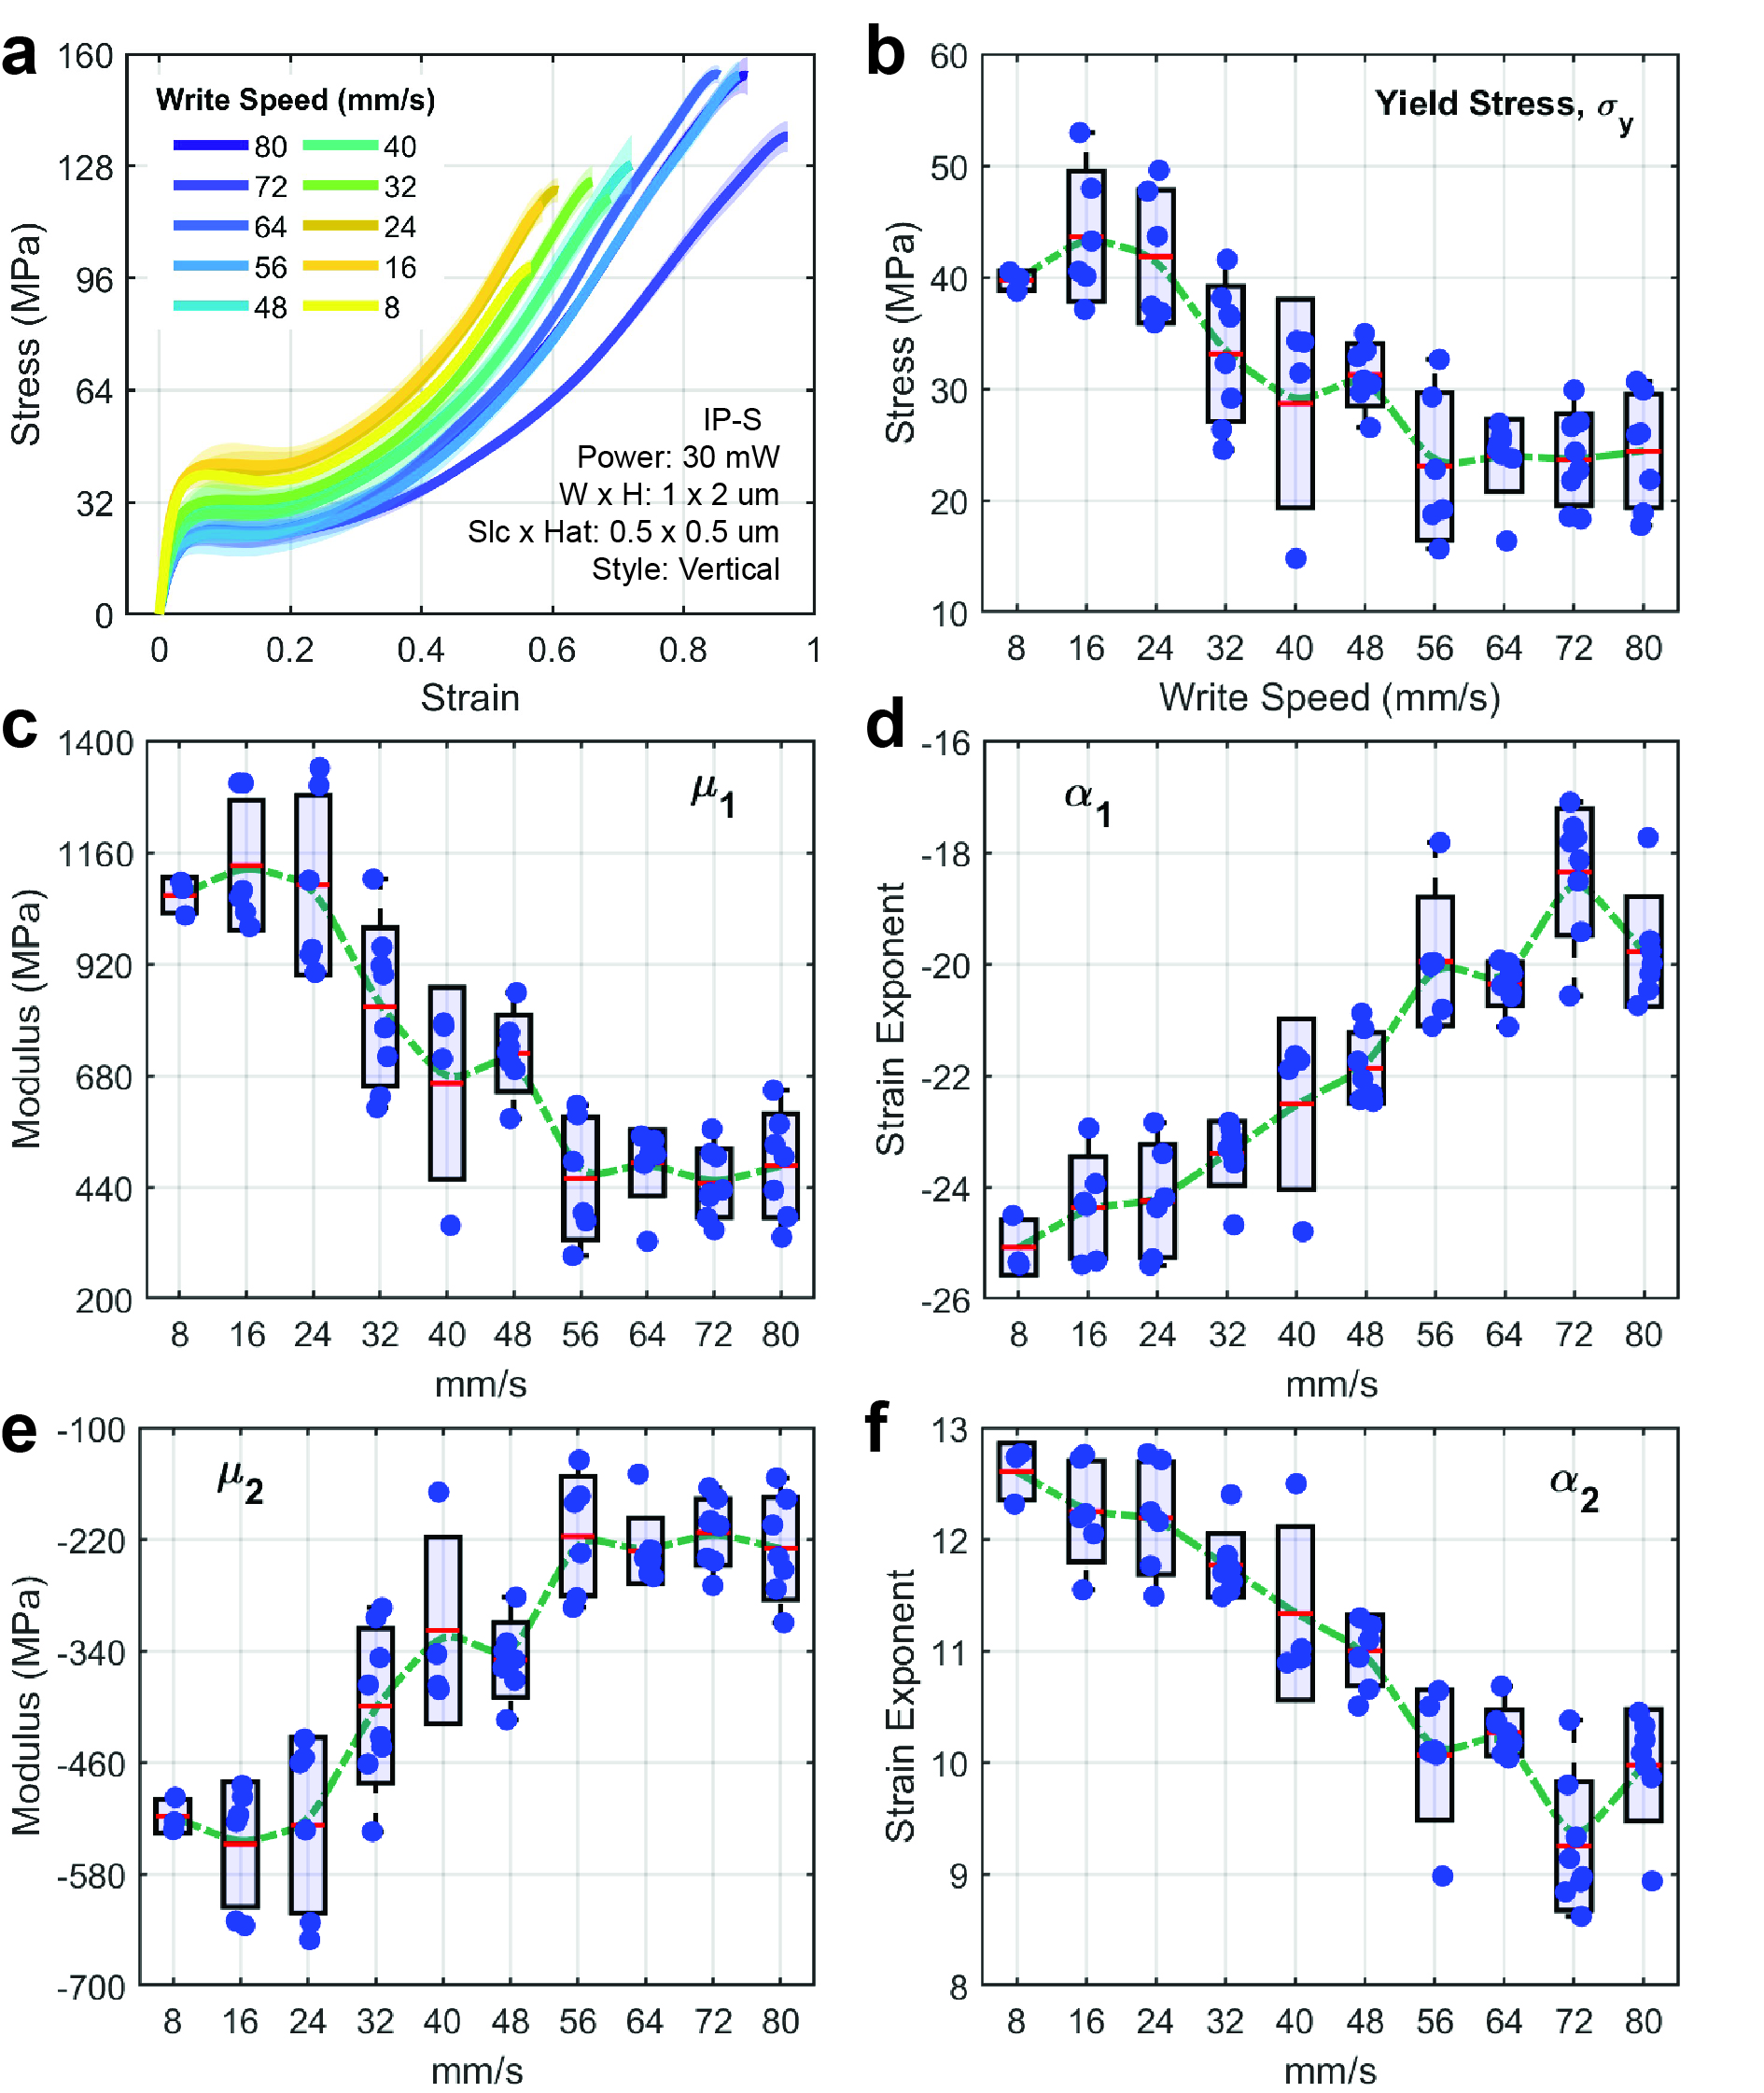 a
160
128
96
64
32
0
Stress (MPa)
Write Speed (mm/s)
80 40
72 32
64 24
56 16
48 8
IP-S
Power: 30 mW
W x H: 1 x 2 um
Slc x Hat: 0.5 x 0.5 um
Style: Vertical
0 0.2 0.4 0.6 0.8 1
Strain
b
60
50
40
30
20
10
Stress (MPa)
Yield Stress, σy
8 16 24 32 40 48 56 64 72 80
Write Speed (mm/s)
c
1400
1160
920
680
440
200
Modulus (MPa)
μ1
8 16 24 32 40 48 56 64 72 80
mm/s
d
-16
-18
-20
-22
-24
-26
Strain Exponent
α1
8 16 24 32 40 48 56 64 72 80
mm/s
e
-100
-220
-340
-460
-580
-700
Modulus (MPa)
μ2
8 16 24 32 40 48 56 64 72 80
mm/s
f
13
12
11
10
9
8
Strain Exponent
α2
8 16 24 32 40 48 56 64 72 80
mm/s